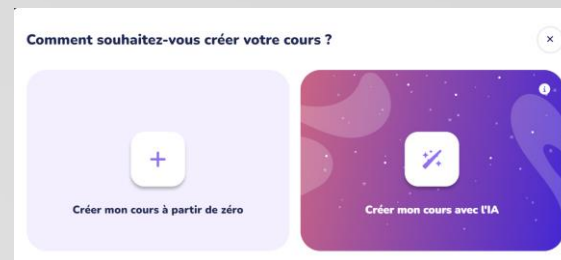 Comment souhaitez-vous créer votre cours ?
Créer mon cours à partir de zéro
Créer mon cours avec l'IA